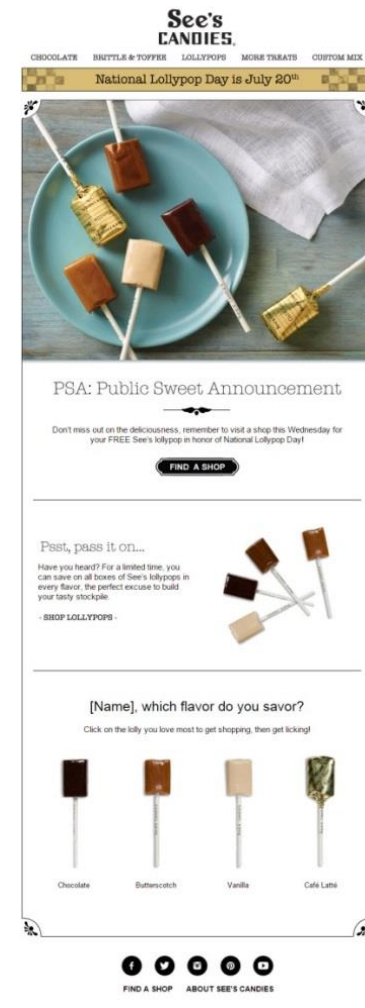 See's
CANDIES®
CHOCOLATE BRITTLE & TOFFEE LOLLYPOPS MORE TREATS CUSTOM MIX
National Lollypop Day is July 20th
PSA: Public Sweet Announcement
Don't miss out on the deliciousness, remember to visit a shop this Wednesday for
your FREE See's lollypop in honor of National Lollypop Day!
FIND A SHOP
Psst, pass it on...
Have you heard? For a limited time, you
can save on all boxes of See's lollypops in
every flavor, the perfect excuse to build
your tasty stockpile.
· SHOP LOLLYPOPS ·
[Name], which flavor do you savor?
Click on the lolly you love most to get shopping, then get licking!
Chocolate Butterscotch Vanilla Café Latté
FIND A SHOP ABOUT SEE'S CANDIES